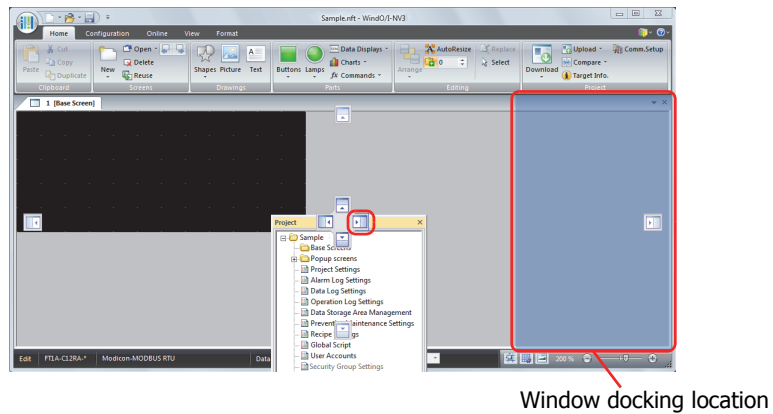 Sample.nft - WindO/I-NV3
Home Configuration Online View Format
Cut Open Data Displays AutoResize Replace Upload Comm.Setup
Copy Delete Charts 0 Select Compare
Paste Duplicate New Reuse Shapes Picture Text Buttons Lamps fx Commands Arrange Download Target Info.
Clipboard Screens Drawings Parts Editing Project
1 [Base Screen]
Project
Sample
Base
Popup screens
Project Settings
Alarm Log Settings
Data Log Settings
Operation Log Settings
Data Storage Area Management
Settings
Recipe
Global Script
User Accounts
Security Group Settings
Edit FT1A-C12RA-* Modicon-MODBUS RTU Data 200 %
Window docking location